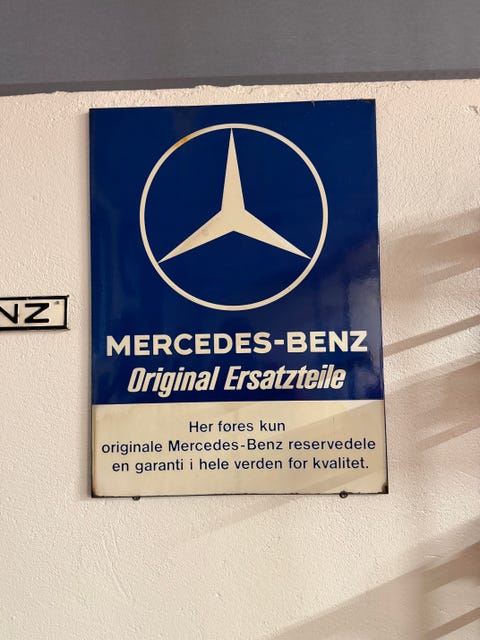 NZ
MERCEDES-BENZ
Original Ersatzteile
Her føres kun
originale Mercedes-Benz reservedele
en garanti i hele verden for kvalitet.